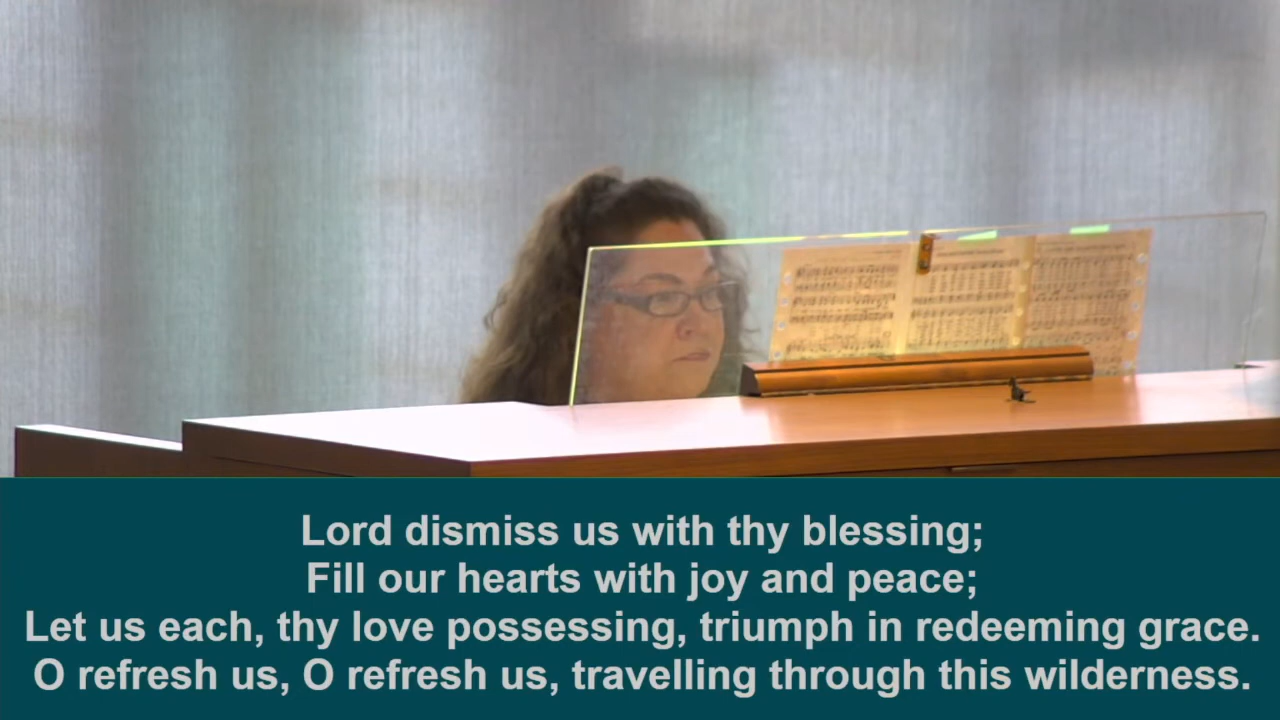 Lord dismiss us with thy blessing;
Fill our hearts with joy and peace;
Let us each, thy love possessing, triumph in redeeming grace.
O refresh us, O refresh us, travelling through this wilderness.